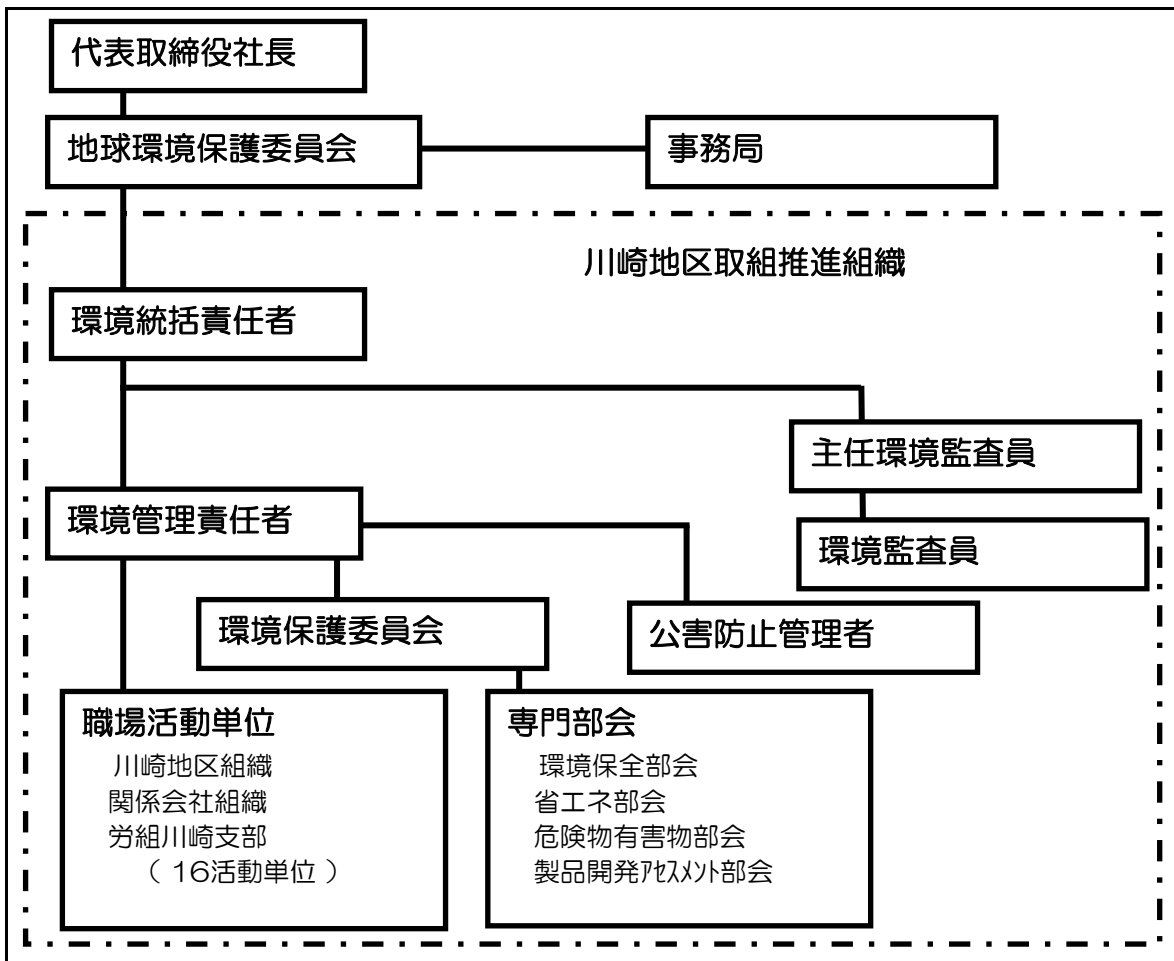 代表取締役社長
地球環境保護委員会
事務局
川崎地区取組推進組織
環境統括責任者
主任環境監査員
環境管理責任者
環境監査員
環境保護委員会
公害防止管理者
職場活動単位
川崎地区組織
関係会社組織
労組川崎支部
（ 16活動単位 ）
専門部会
環境保全部会
省エネ部会
危険物有害物部会
製品開発ｱｾｽﾒﾝﾄ部会